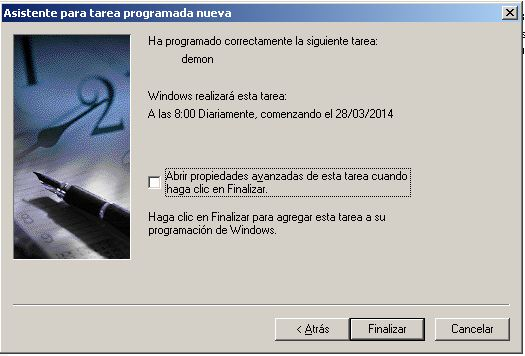 Asistente para tarea programada nueva
Ha programado correctamente la siguiente tarea:
demon
Windows realizará esta tarea:
A las 8:00 Diariamente, comenzando el 28/03/2014
Abrir propiedades avanzadas de esta tarea cuando
haga clic en Finalizar.
Haga clic en Finalizar para agregar esta tarea a su
programación de Windows.
< Atrás
Finalizar
Cancelar